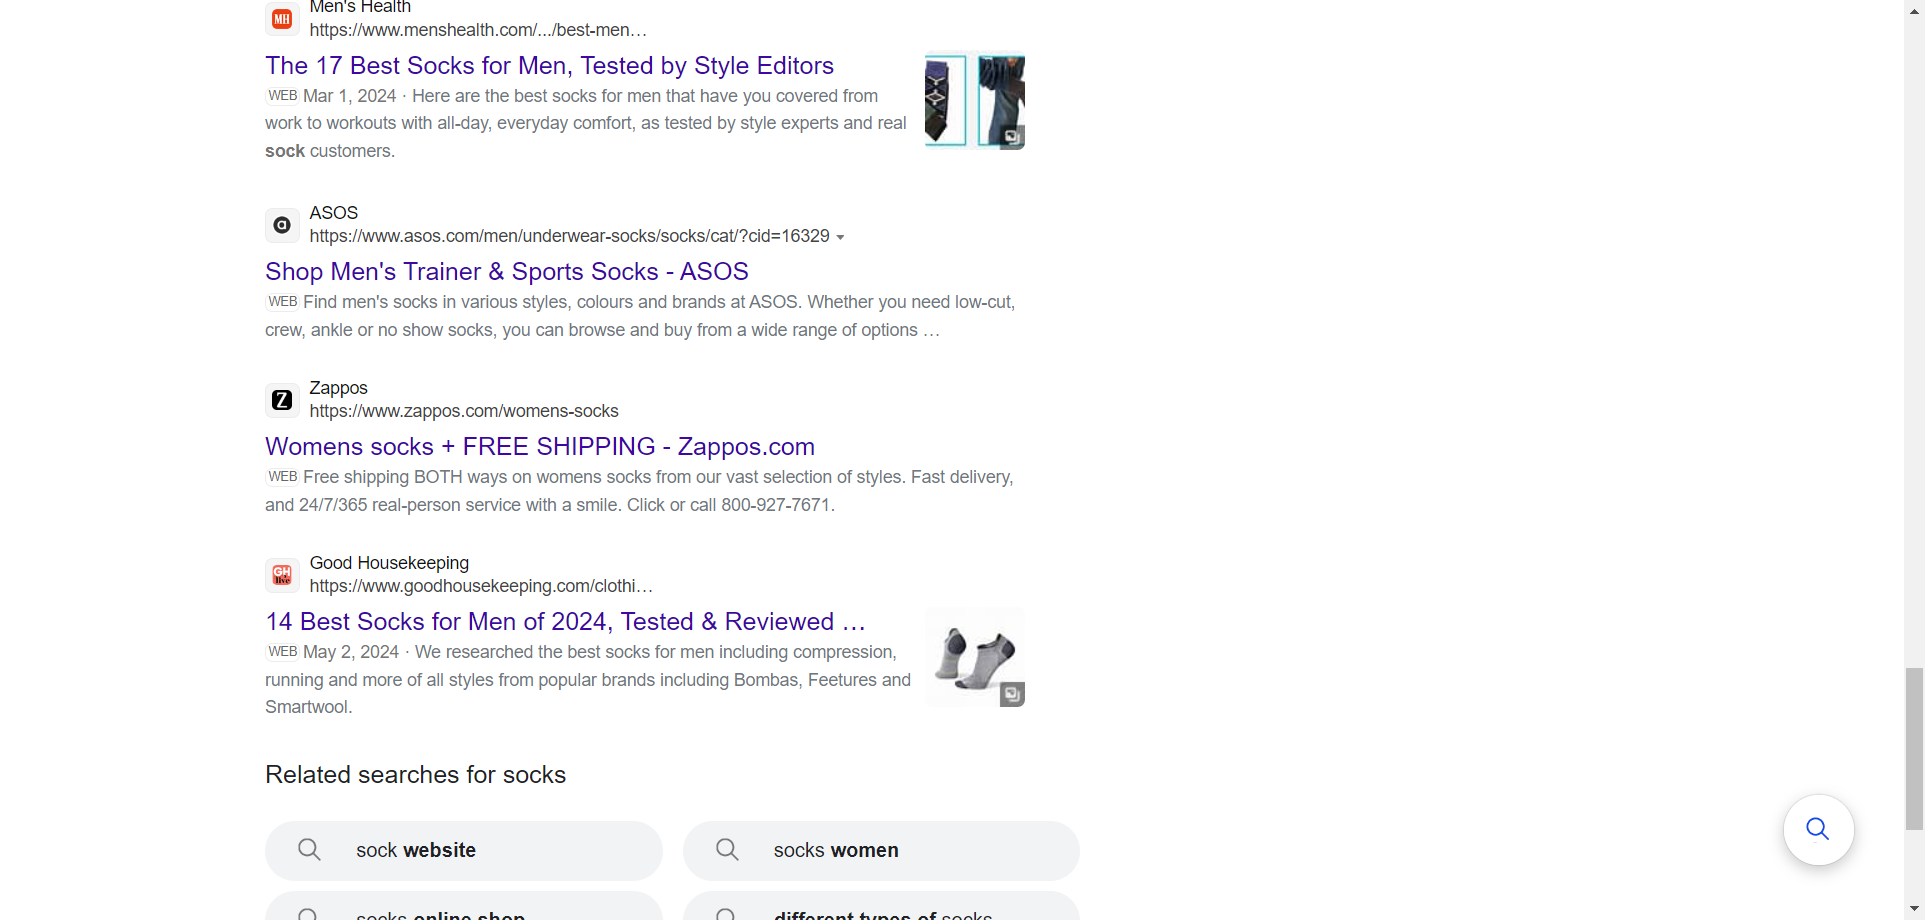 Men's Health
https://www.menshealth.com/.../best-men…
The 17 Best Socks for Men, Tested by Style Editors
WEB Mar 1, 2024 · Here are the best socks for men that have you covered from
work to workouts with all-day, everyday comfort, as tested by style experts and real
sock customers.
ASOS
https://www.asos.com/men/underwear-socks/socks/cat/?cid=16329
Shop Men's Trainer & Sports Socks - ASOS
WEB Find men's socks in various styles, colours and brands at ASOS. Whether you need low-cut,
crew, ankle or no show socks, you can browse and buy from a wide range of options …
Zappos
https://www.zappos.com/womens-socks
Womens socks + FREE SHIPPING - Zappos.com
WEB Free shipping BOTH ways on womens socks from our vast selection of styles. Fast delivery,
and 24/7/365 real-person service with a smile. Click or call 800-927-7671.
Good Housekeeping
https://www.goodhousekeeping.com/clothi…
14 Best Socks for Men of 2024, Tested & Reviewed …
WEB May 2, 2024 · We researched the best socks for men including compression,
running and more of all styles from popular brands including Bombas, Feetures and
Smartwool.
Related searches for socks
sock website
socks women
socks online shop
different types of socks
MH
a
Z
GH
live